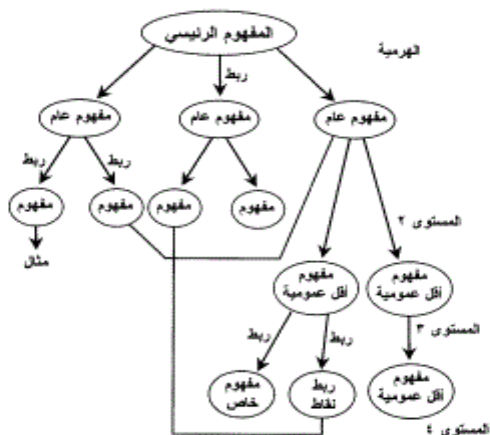 المفهوم الرئيسي
الهرمية
ربط
مفهوم عام
مفهوم عام
مفهوم عام
ربط
ربط
مفهوم
مفهوم
مفهوم
مفهوم
المستوى ٢
مثال
مفهوم
أقل عمومية
مفهوم
أقل عمومية
المستوى ٣
ربط
ربط
مفهوم
أقل عمومية
ربط
نقاط
مفهوم
خاص
المستوى ٤